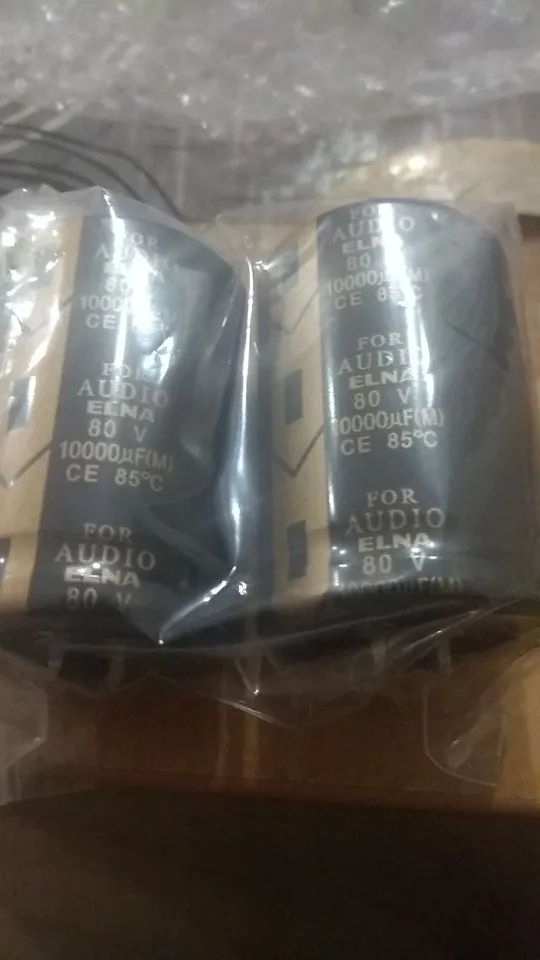 FOR
AUDIO
ELNA
80
10000
CE
FOR
AUDIO
ELNA
80 V
10000µF(M)
CE 85°C
FOR
AUDIO
ELNA
80 V
FOR
AUDIO
ELNA
80
10000µF(M)
CE 85°C
FOR
AUDIO
ELNA
80 V
10000µF(M)
CE 85°C
FOR
AUDIO
ELNA
80 V
10000µF(M)